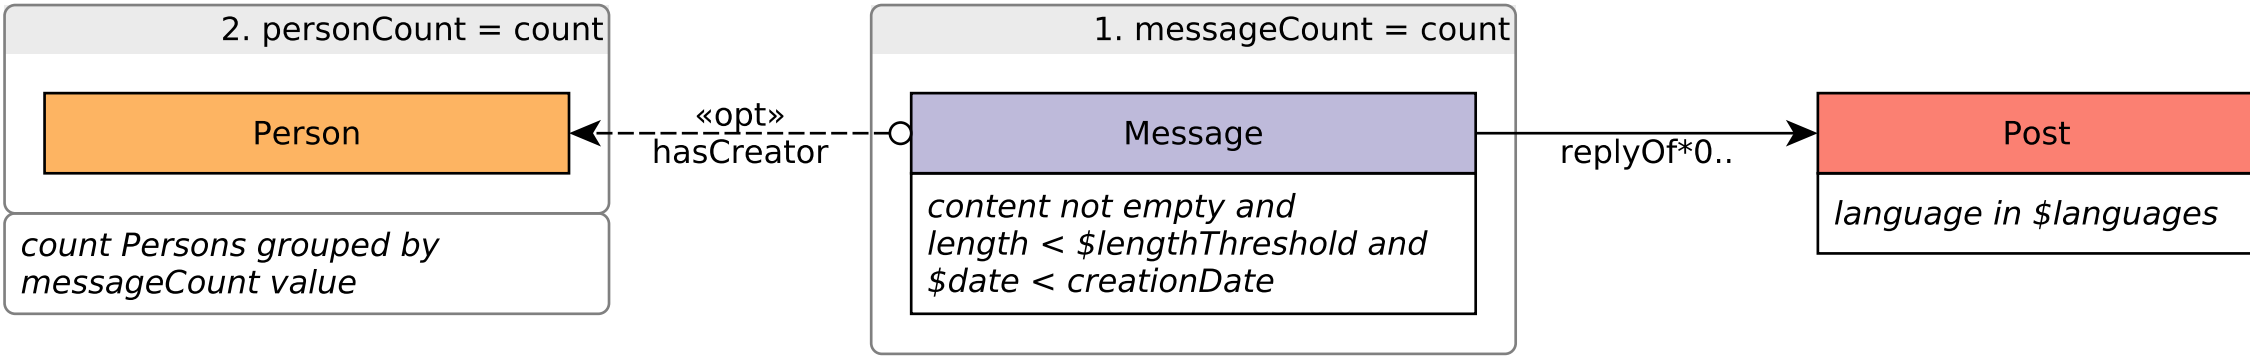 2. personCount = count
Person
count Persons grouped by
messageCount value
«opt»
hasCreator
1. messageCount = count
Message
content not empty and
length < $lengthThreshold and
$date < creationDate
replyOf*0..
Post
language in $languages